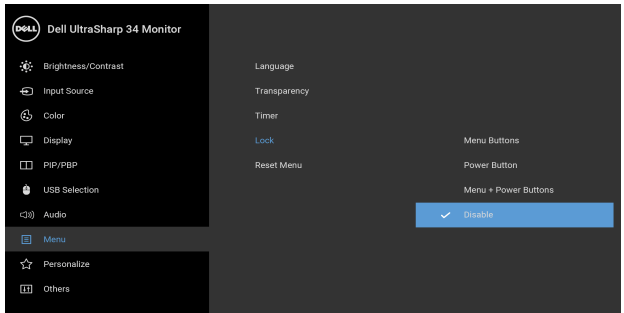 DELL Dell UltraSharp 34 Monitor
Brightness/Contrast
Input Source
Color
Display
PIP/PBP
USB Selection
Audio
Menu
Personalize
Others
Language
Transparency
Timer
Lock
Reset Menu
Menu Buttons
Power Button
Menu + Power Buttons
Disable